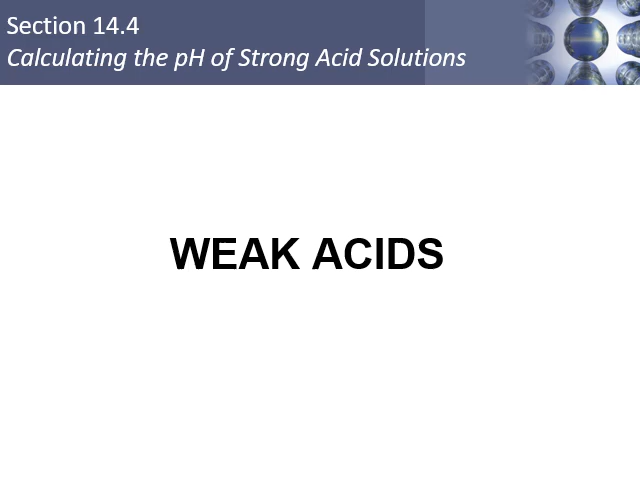 Section 14.4
Calculating the pH of Strong Acid Solutions
WEAK ACIDS